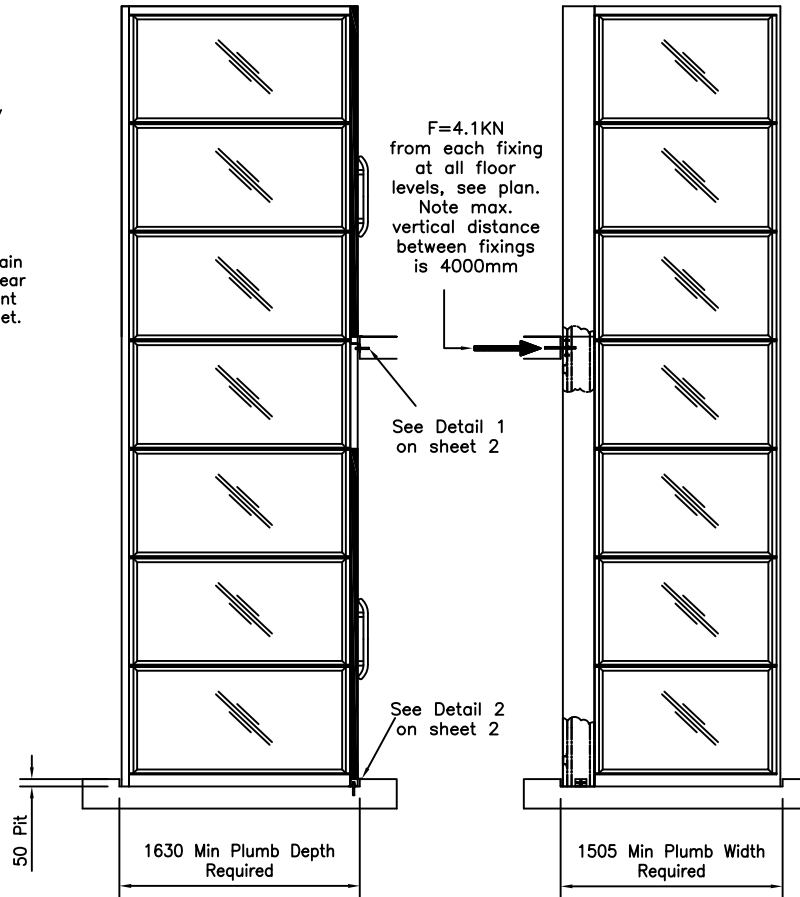 F=4.1KN
from each fixing
at all floor
levels, see plan.
Note max.
vertical distance
between fixings
is 4000mm
See Detail 1
on sheet 2
See Detail 2
on sheet 2
50 Pit
1630 Min Plumb Depth
Required
1505 Min Plumb Width
Required